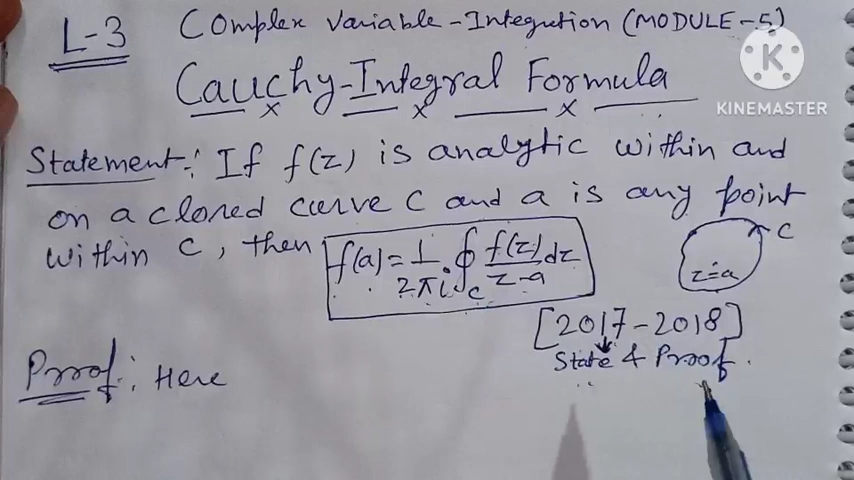 L-3 Complex Variable-Integration (MODULE-5)
Cauchy-Integral Formula
KINEMASTER
Statement:- If f(z) is analytic within and
on a closed curve C and a is any point
within C, then f(a) = 1/2πi ∮c f(z)/z-a dz
C
z=a
[2017-2018]
State & Proof.
Proof:- Here